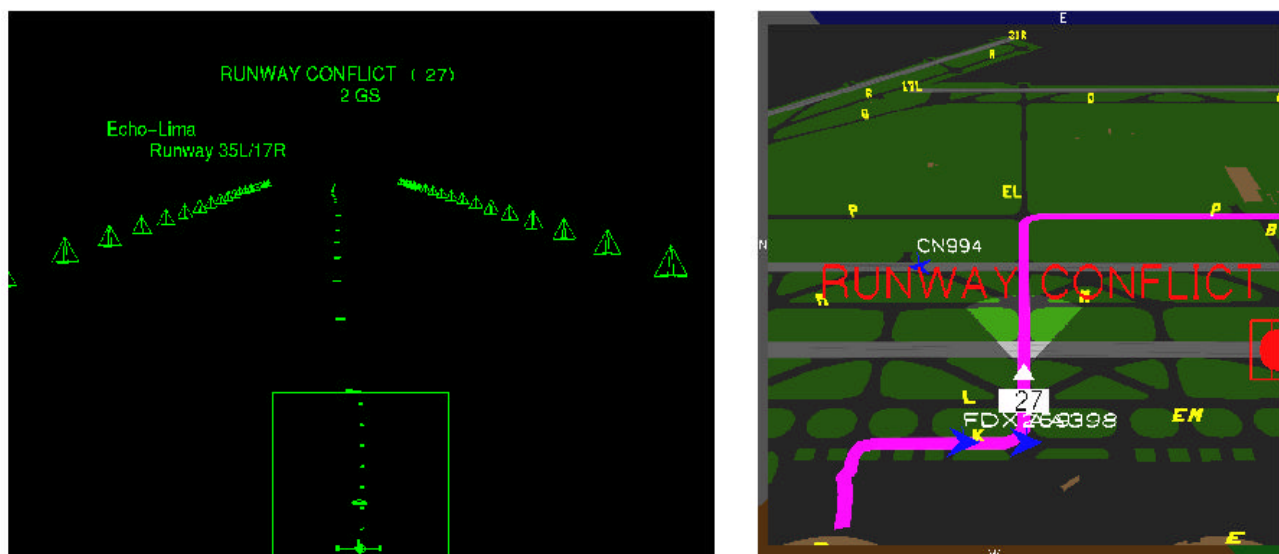 RUNWAY CONFLICT ( 27)
2 GS
Echo-Lima
Runway 35L/17R
E
31R
R
17L
R
Q
Q
EL
P
P
B
N
CN994
RUNWAY CONFLICT
M
27
L
EM
K
E
W